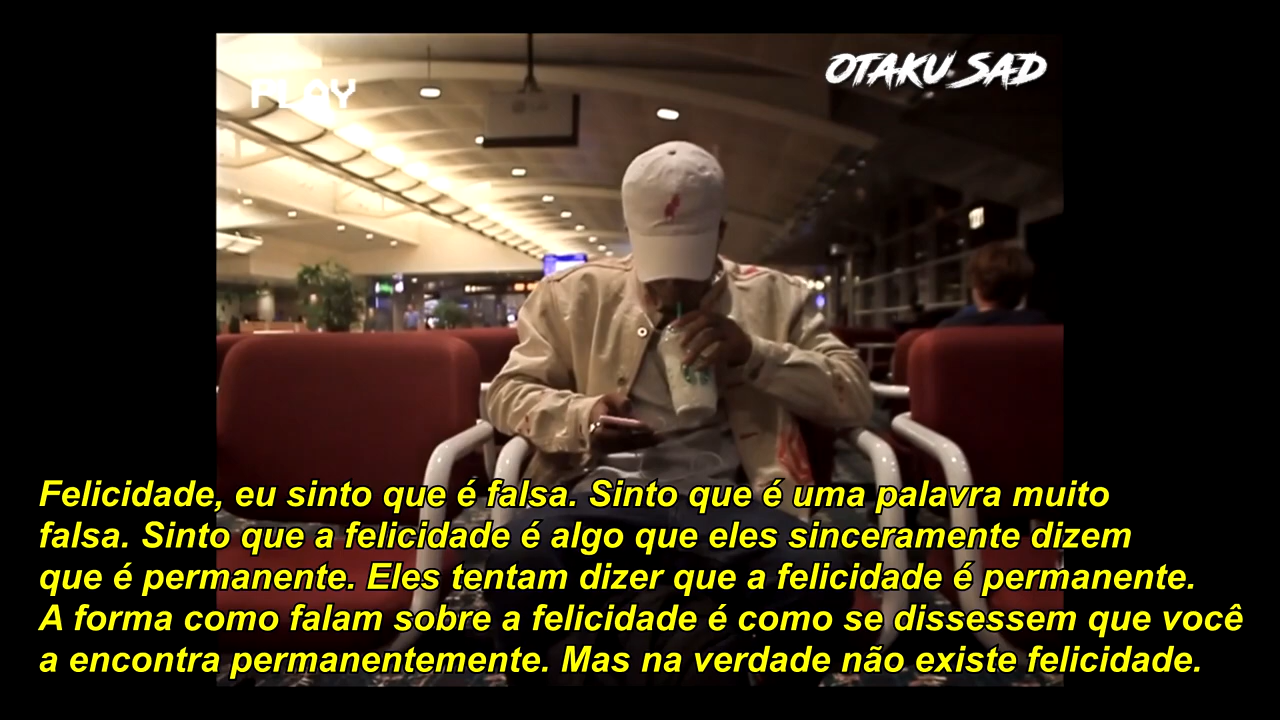 PLAY
OTAKU SAD
Felicidade, eu sinto que é falsa. Sinto que é uma palavra muito
falsa. Sinto que a felicidade é algo que eles sinceramente dizem
que é permanente. Eles tentam dizer que a felicidade é permanente.
A forma como falam sobre a felicidade é como se dissessem que você
a encontra permanentemente. Mas na verdade não existe felicidade.